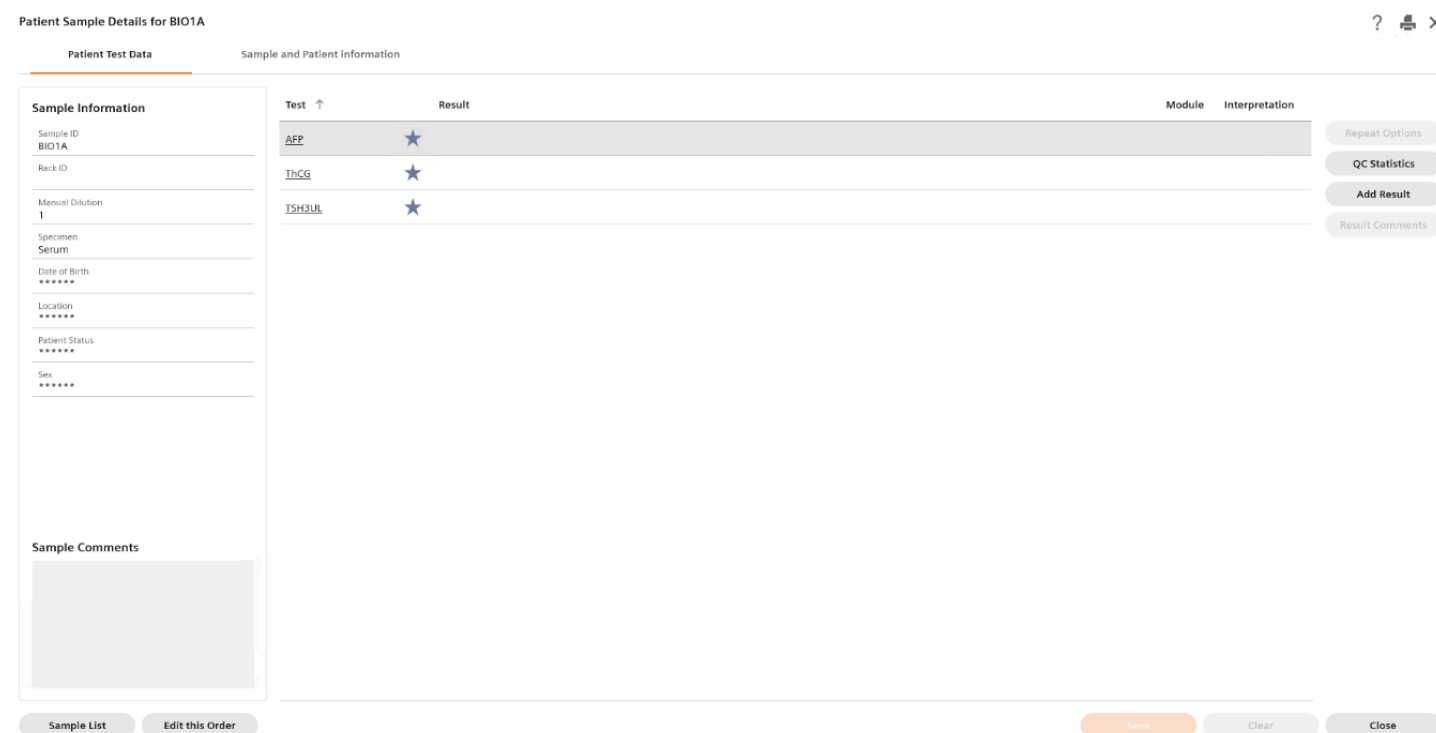 Patient Sample Details for BIO1A
?
Patient Test Data
Sample and Patient information
Sample Information
Sample ID
BIO1A
Rack ID
Manual Dilution
1
Specimen
Serum
Date of Birth
******
Location
******
Patient Status
******
Sex
******
Sample Comments
Test ↑ Result Module Interpretation
AFP
ThCG
TSH3UL
Repeat Options
QC Statistics
Add Result
Result Comments
Sample List
Edit this Order
Save
Clear
Close